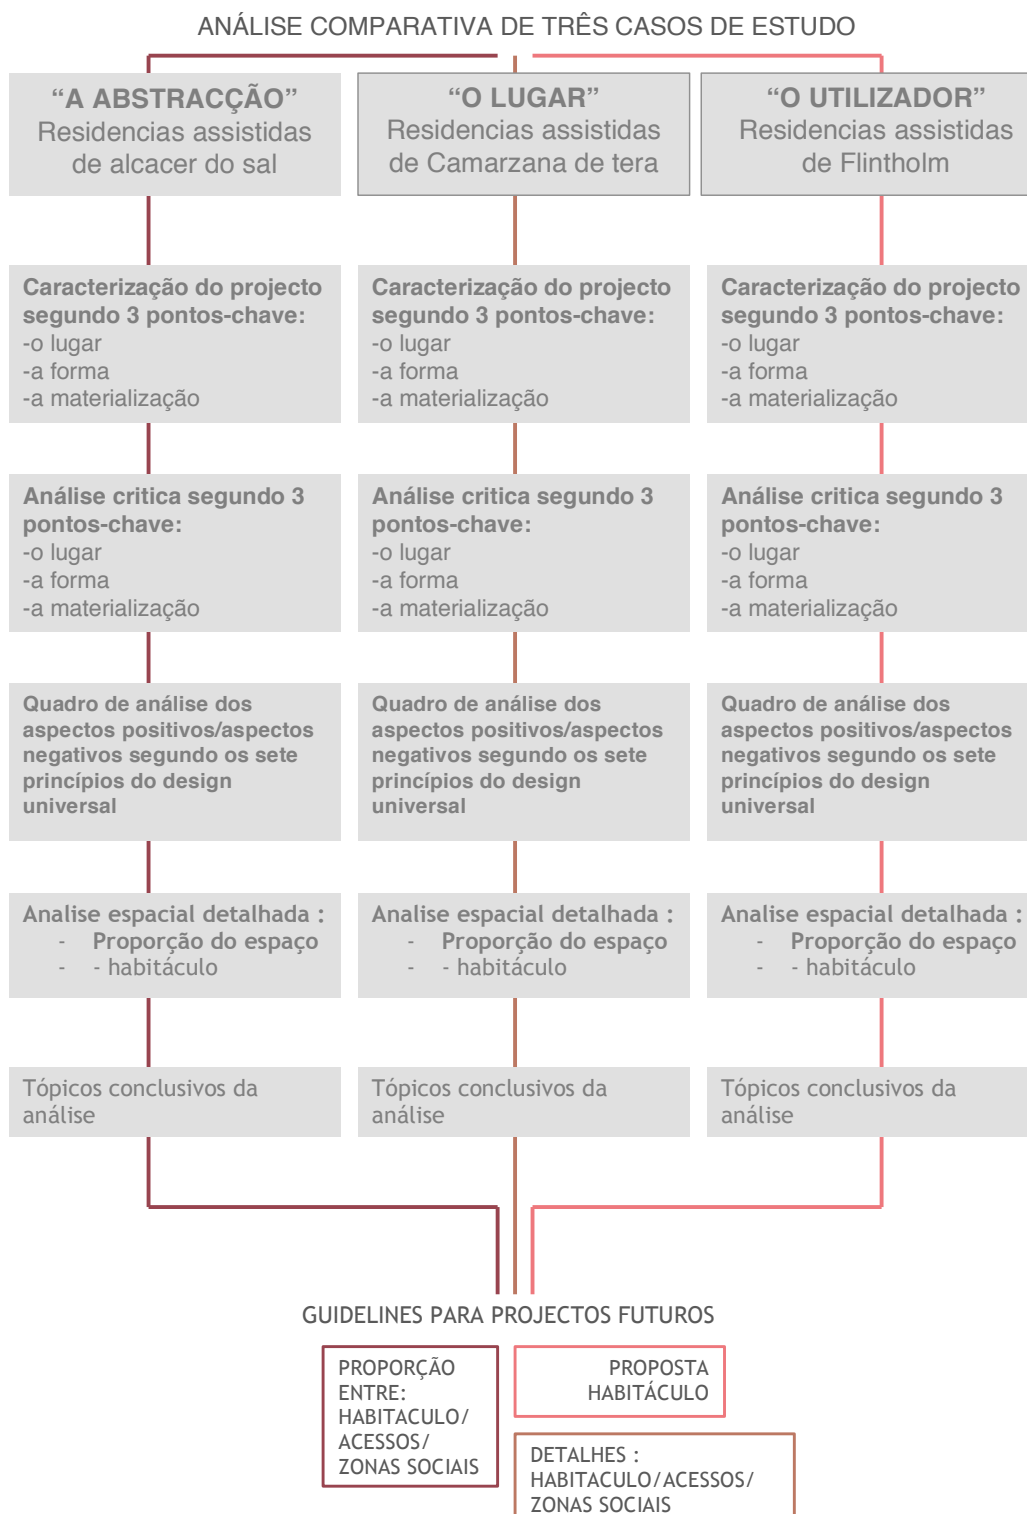 ANÁLISE COMPARATIVA DE TRÊS CASOS DE ESTUDO
“A ABSTRACÇÃO”
Residencias assistidas
de alcacer do sal
“O LUGAR”
Residencias assistidas
de Camarzana de tera
“O UTILIZADOR”
Residencias assistidas
de Flintholm
Caracterização do projecto
segundo 3 pontos-chave:
-o lugar
-a forma
-a materialização
Caracterização do projecto
segundo 3 pontos-chave:
-o lugar
-a forma
-a materialização
Caracterização do projecto
segundo 3 pontos-chave:
-o lugar
-a forma
-a materialização
Análise critica segundo 3
pontos-chave:
-o lugar
-a forma
-a materialização
Análise critica segundo 3
pontos-chave:
-o lugar
-a forma
-a materialização
Análise critica segundo 3
pontos-chave:
-o lugar
-a forma
-a materialização
Quadro de análise dos
aspectos positivos/aspectos
negativos segundo os sete
princípios do design
universal
Quadro de análise dos
aspectos positivos/aspectos
negativos segundo os sete
princípios do design
universal
Quadro de análise dos
aspectos positivos/aspectos
negativos segundo os sete
princípios do design
universal
Analise espacial detalhada :
- Proporção do espaço
- - habitáculo
Analise espacial detalhada :
- Proporção do espaço
- - habitáculo
Analise espacial detalhada :
- Proporção do espaço
- - habitáculo
Tópicos conclusivos da
análise
Tópicos conclusivos da
análise
Tópicos conclusivos da
análise
GUIDELINES PARA PROJECTOS FUTUROS
PROPORÇÃO
ENTRE:
HABITACULO/
ACESSOS/
ZONAS SOCIAIS
PROPOSTA
HABITÁCULO
DETALHES :
HABITACULO/ACESSOS/
ZONAS SOCIAIS